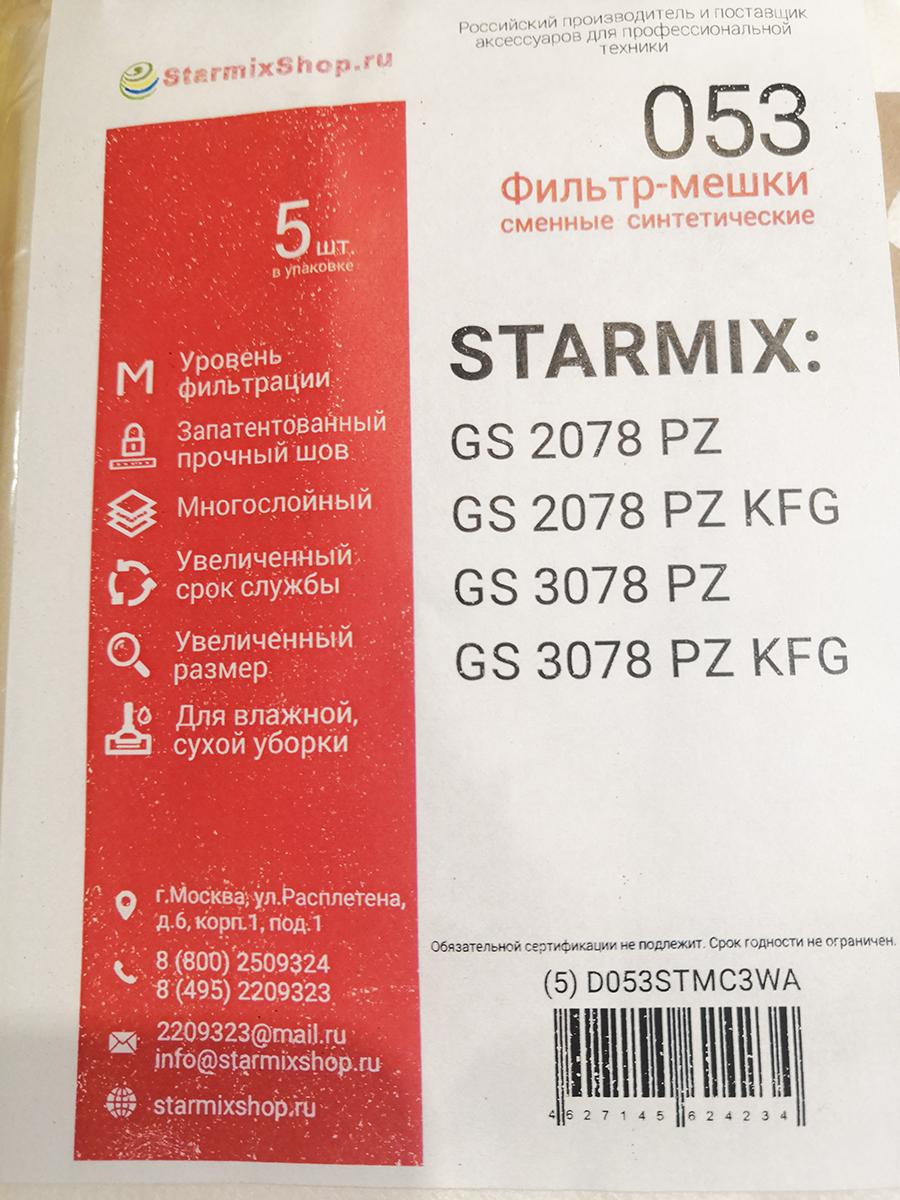 StarmixShop.ru
Российский производитель и поставщик
аксессуаров для профессиональной
техники
053
Фильтр-мешки
сменные синтетические
5 шт.
в упаковке
M
Уровень
фильтрации
Запатентованный
прочный шов
Многослойный
Увеличенный
срок службы
Увеличенный
размер
Для влажной,
сухой уборки
STARMIX:
GS 2078 PZ
GS 2078 PZ KFG
GS 3078 PZ
GS 3078 PZ KFG
г.Москва, ул.Расплетена,
д.6, корп.1, под.1
8 (800) 2509324
8 (495) 2209323
2209323@mail.ru
info@starmixshop.ru
starmixshop.ru
Обязательной сертификации не подлежит. Срок годности не ограничен.
(5) D053STMC3WA
4 627145 624234